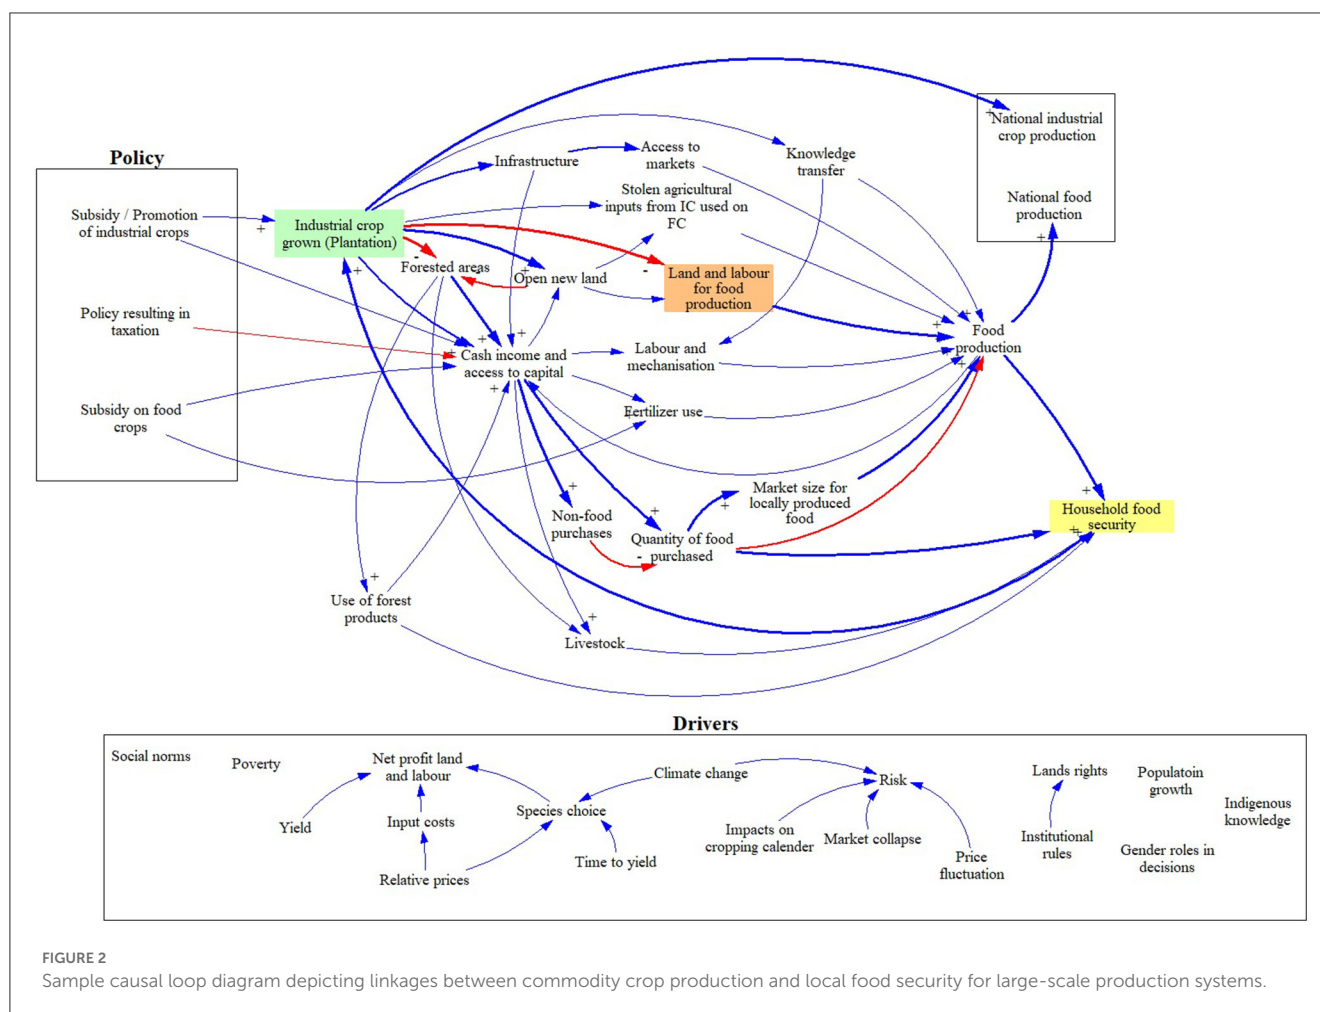 Policy
Subsidy / Promotion
of industrial crops
Policy resulting in
taxation
Subsidy on food
crops
Industrial crop
grown (Plantation)
Infrastructure
Access to
markets
Knowledge
transfer
National industrial
crop production
National food
production
Stolen agricultural
inputs from IC used on
FC
Forested areas
Open new land
Land and labour
for food
production
Food
production
Cash income and
access to capital
Labour and
mechanisation
Fertilizer use
Non-food
purchases
Quantity of food
purchased
Market size for
locally produced
food
Household food
security
Use of forest
products
Livestock
Drivers
Social norms
Poverty
Net profit land
and labour
Yield
Input costs
Relative prices
Species choice
Time to yield
Climate change
Risk
Impacts on
cropping calender
Market collapse
Price
fluctuation
Lands rights
Institutional
rules
Populatoin
growth
Gender roles in
decisions
Indigenous
knowledge
FIGURE 2
Sample causal loop diagram depicting linkages between commodity crop production and local food security for large-scale production systems.